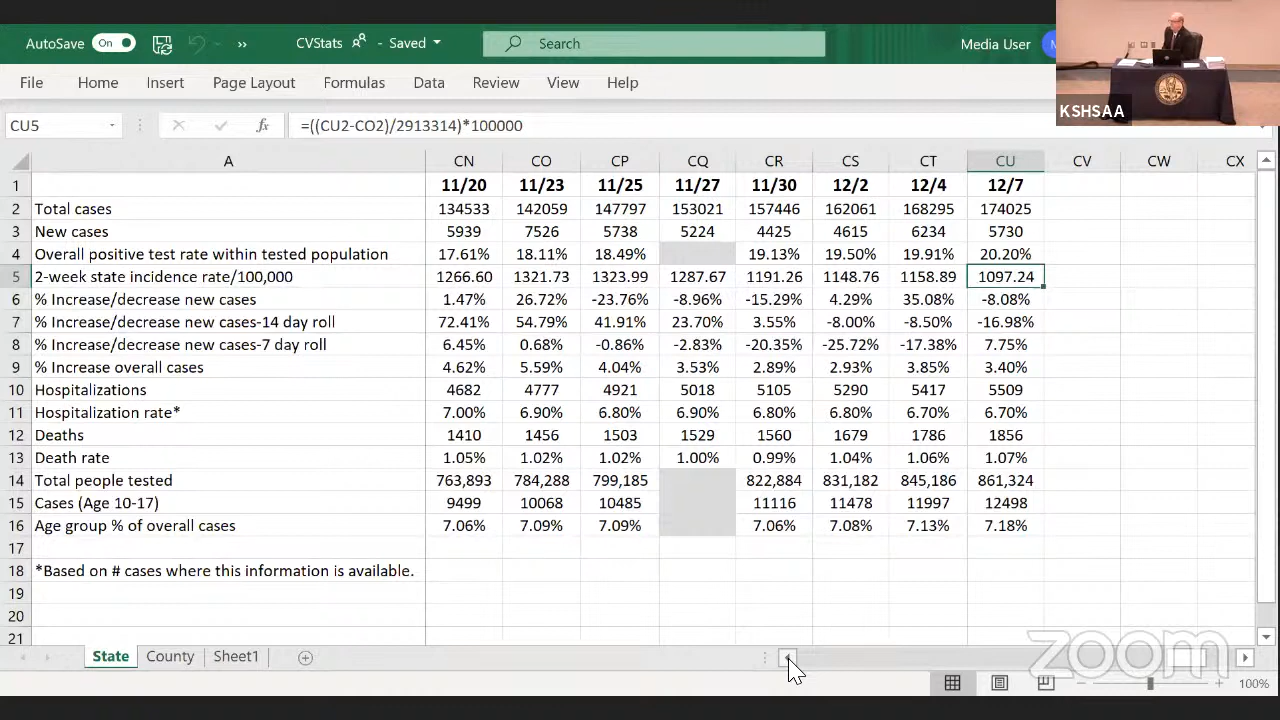 AutoSave On CVStats - Saved Search Media User
KSHSAA
File Home Insert Page Layout Formulas Data Review View Help
CU5 fx =((CU2-CO2)/2913314)*100000
A CN CO CP CQ CR CS CT CU CV CW CX
1 11/20 11/23 11/25 11/27 11/30 12/2 12/4 12/7
2 Total cases 134533 142059 147797 153021 157446 162061 168295 174025
3 New cases 5939 7526 5738 5224 4425 4615 6234 5730
4 Overall positive test rate within tested population 17.61% 18.11% 18.49% 19.13% 19.50% 19.91% 20.20%
5 2-week state incidence rate/100,000 1266.60 1321.73 1323.99 1287.67 1191.26 1148.76 1158.89 1097.24
6 % Increase/decrease new cases 1.47% 26.72% -23.76% -8.96% -15.29% 4.29% 35.08% -8.08%
7 % Increase/decrease new cases-14 day roll 72.41% 54.79% 41.91% 23.70% 3.55% -8.00% -8.50% -16.98%
8 % Increase/decrease new cases-7 day roll 6.45% 0.68% -0.86% -2.83% -20.35% -25.72% -17.38% 7.75%
9 % Increase overall cases 4.62% 5.59% 4.04% 3.53% 2.89% 2.93% 3.85% 3.40%
10 Hospitalizations 4682 4777 4921 5018 5105 5290 5417 5509
11 Hospitalization rate* 7.00% 6.90% 6.80% 6.90% 6.80% 6.80% 6.70% 6.70%
12 Deaths 1410 1456 1503 1529 1560 1679 1786 1856
13 Death rate 1.05% 1.02% 1.02% 1.00% 0.99% 1.04% 1.06% 1.07%
14 Total people tested 763,893 784,288 799,185 822,884 831,182 845,186 861,324
15 Cases (Age 10-17) 9499 10068 10485 11116 11478 11997 12498
16 Age group % of overall cases 7.06% 7.09% 7.09% 7.06% 7.08% 7.13% 7.18%
17
18 *Based on # cases where this information is available.
19
20
21
State County Sheet1
zoom
100%